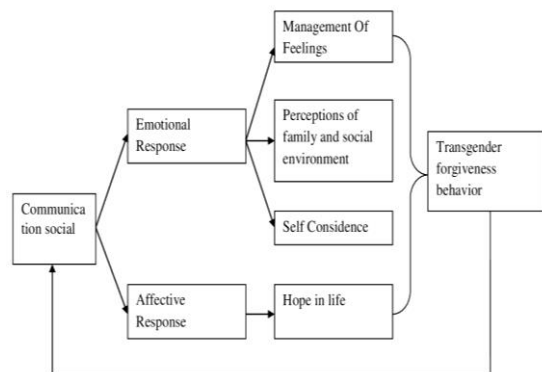 Management Of
Feelings
Emotional
Response
Perceptions of
family and social
environment
Transgender
forgiveness
behavior
Communica
tion social
Self Considence
Affective
Response
Hope in life